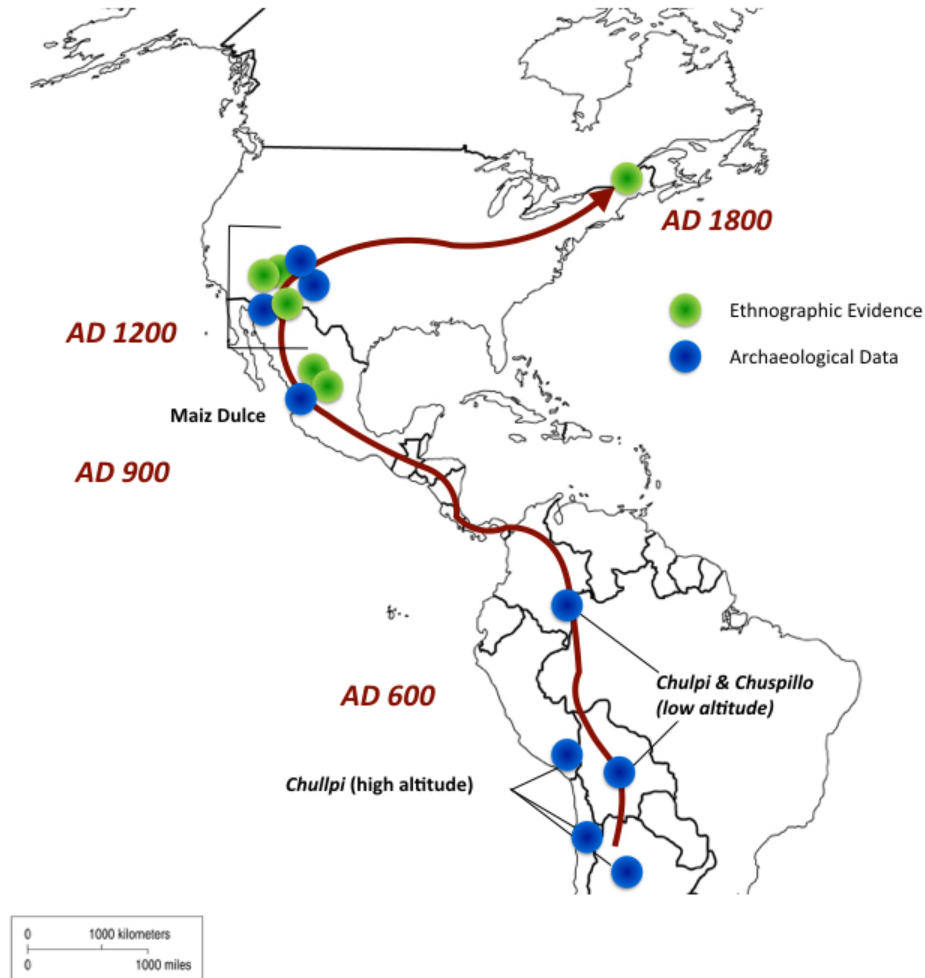 AD 1800
Ethnographic Evidence
AD 1200
Archaeological Data
Maiz Dulce
AD 900
Chulpi & Chuspillo
(low altitude)
AD 600
Chullpi (high altitude)
0 1000 kilometers
0 1000 miles